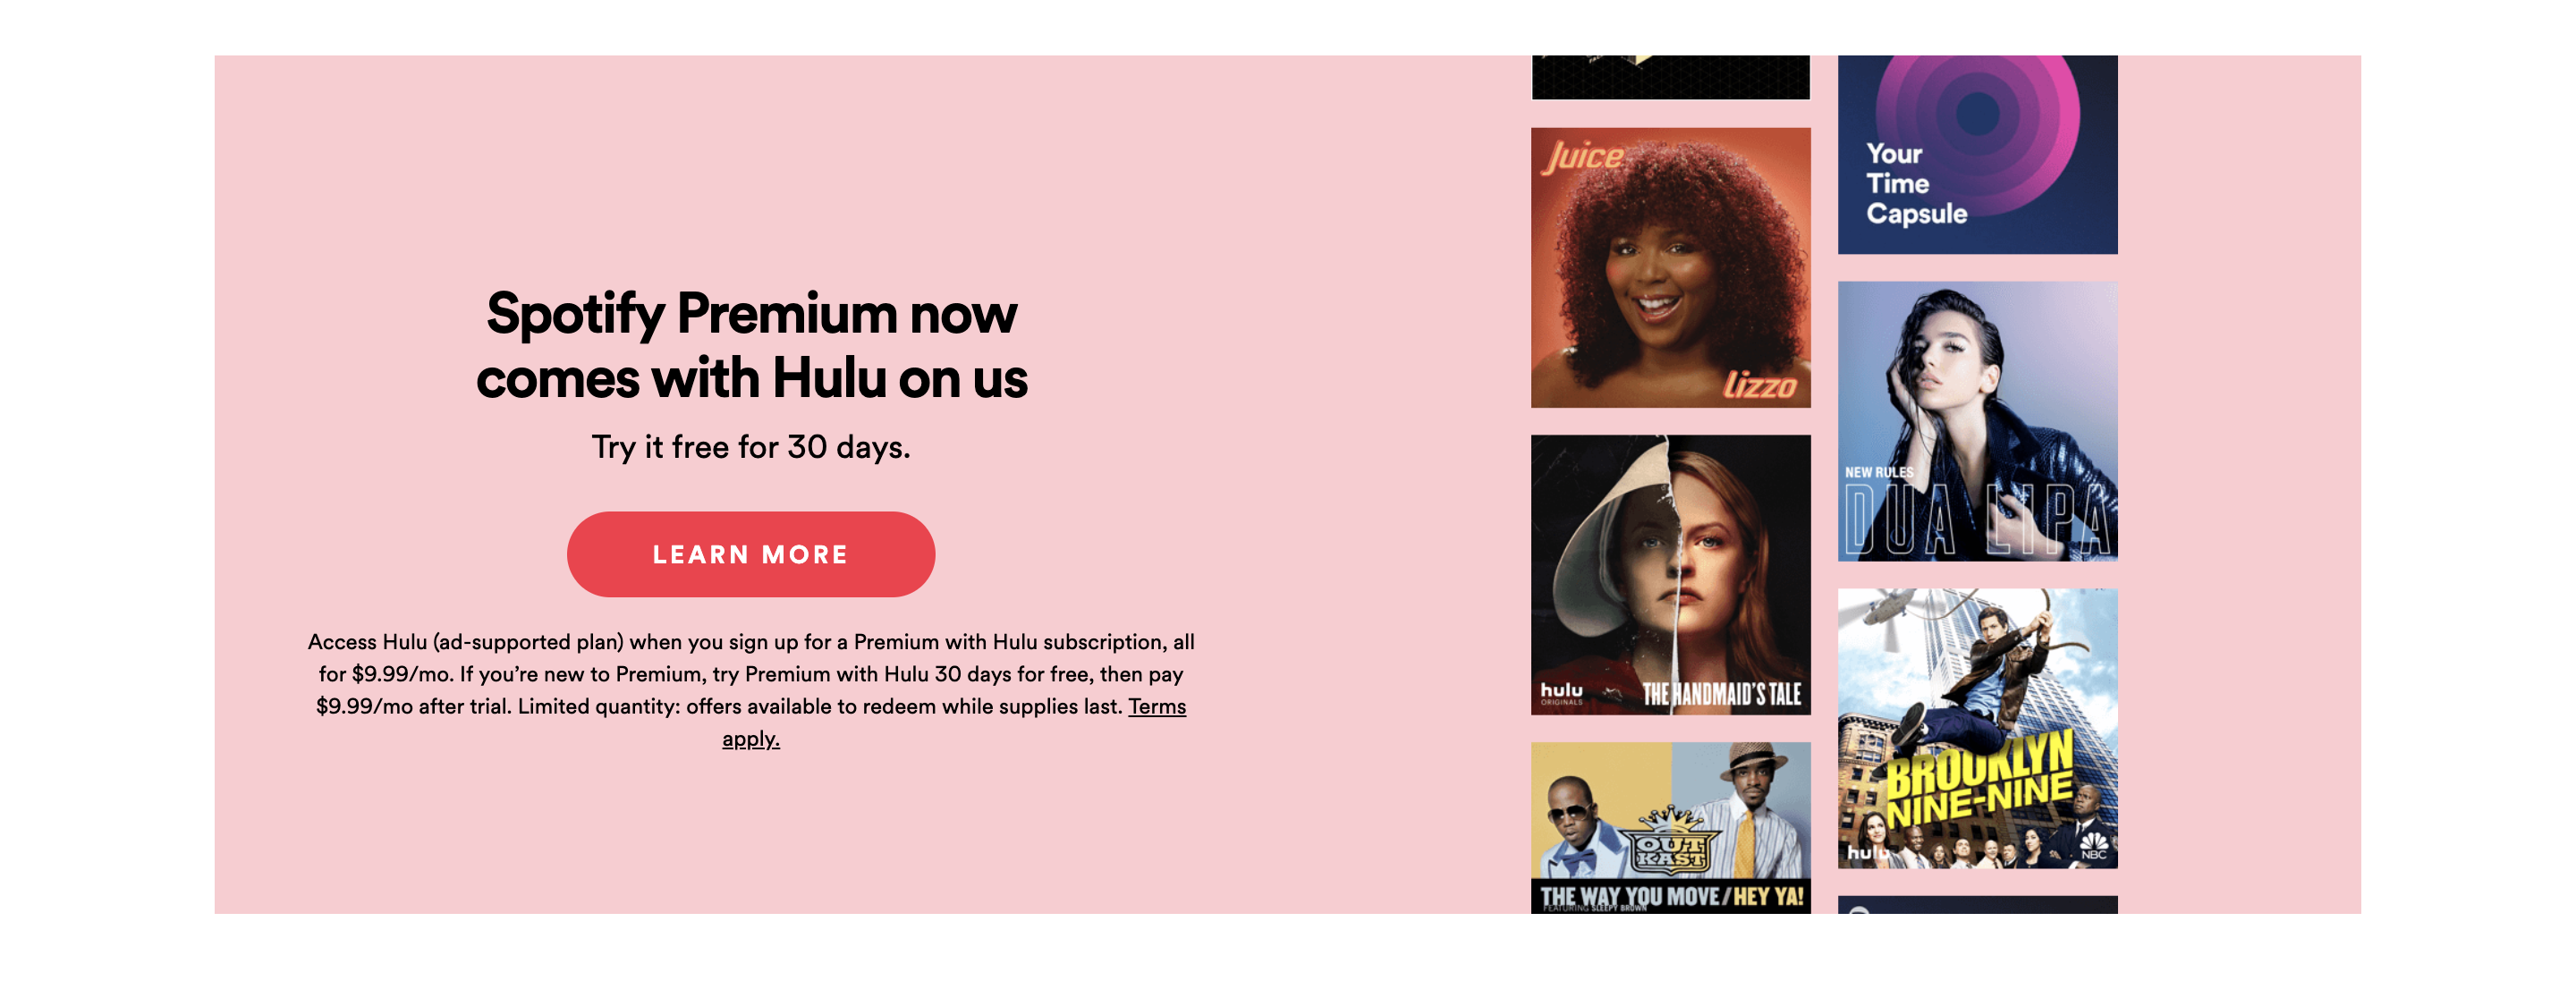 Spotify Premium now
comes with Hulu on us
Try it free for 30 days.
LEARN MORE
Access Hulu (ad-supported plan) when you sign up for a Premium with Hulu subscription, all
for $9.99/mo. If you’re new to Premium, try Premium with Hulu 30 days for free, then pay
$9.99/mo after trial. Limited quantity: offers available to redeem while supplies last. Terms
apply.
Juice
lizzo
hulu
ORIGINALS
THE HANDMAID'S TALE
OUTKAST
THE WAY YOU MOVE/HEY YA!
FEATURING SLEEPY BROWN
Your
Time
Capsule
NEW RULES
DUA LIPA
BROOKLYN
NINE-NINE
hulu
NBC